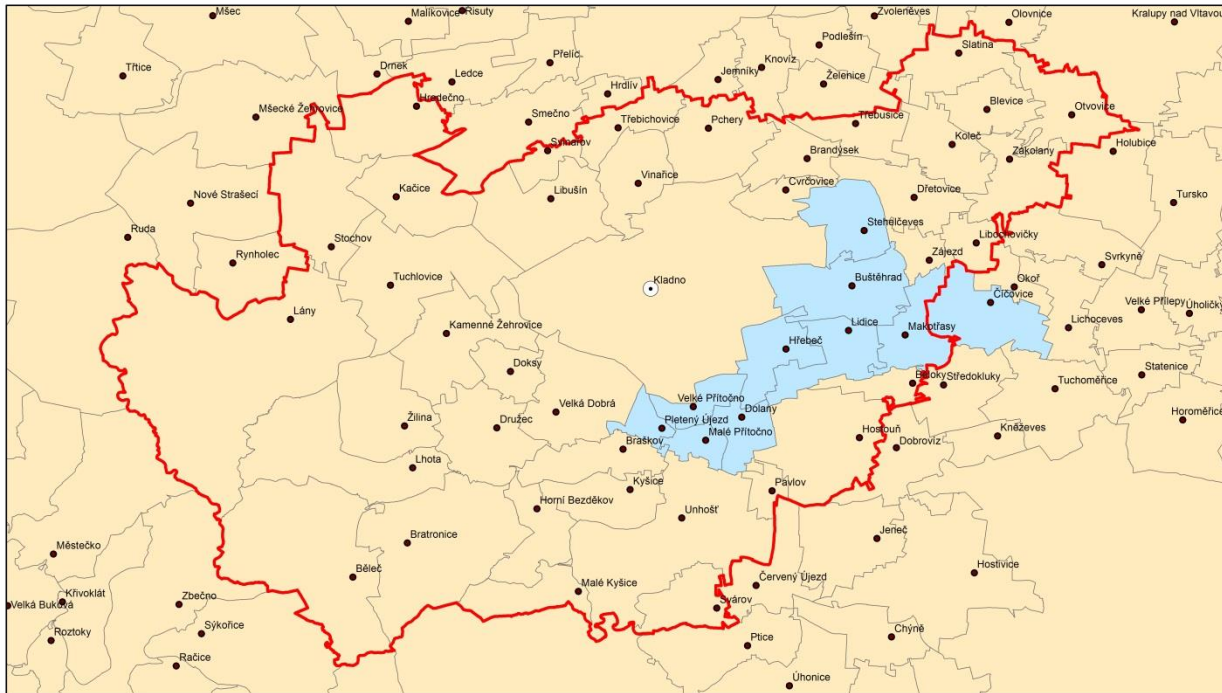 Mšec
Malíkovice
Risuty
Zvoleněves
Olovnice
Kralupy nad Vltavou
Podlešín
Slatina
Třtice
Drnek
Ledce
Přelíc
Jemníky
Knovíz
Želenice
Hrdlív
Mšecké Žehrovice
Hredečno
Smečno
Třebichovice
Pchery
Třebusice
Blevice
Otvovice
Svinařov
Brandýsek
Koleč
Zákolany
Holubice
Vinařice
Cvrčovice
Kačice
Libušín
Dřetovice
Nové Strašecí
Tursko
Ruda
Stochov
Stehelčeves
Libochovičky
Rynholec
Zájezd
Svrkyně
Tuchlovice
Kladno
Buštěhrad
Okoř
Číčovice
Velké Přílepy
Úholičky
Lány
Kamenné Žehrovice
Lidice
Makotřasy
Lichoceves
Hřebeč
Doksy
Běloky
Středokluky
Tuchoměřice
Statenice
Velká Dobrá
Velké Přítočno
Dolany
Žilina
Družec
Pletený Újezd
Malé Přítočno
Horoměřice
Braškov
Hostouň
Dobrovíz
Kněževes
Lhota
Kyšice
Pavlov
Horní Bezděkov
Unhošť
Bratronice
Jeneč
Městečko
Běleč
Malé Kyšice
Červený Újezd
Hostivice
Velká Buková
Křivoklát
Zbečno
Svárov
Roztoky
Sýkořice
Chýně
Ptice
Račice
Úhonice